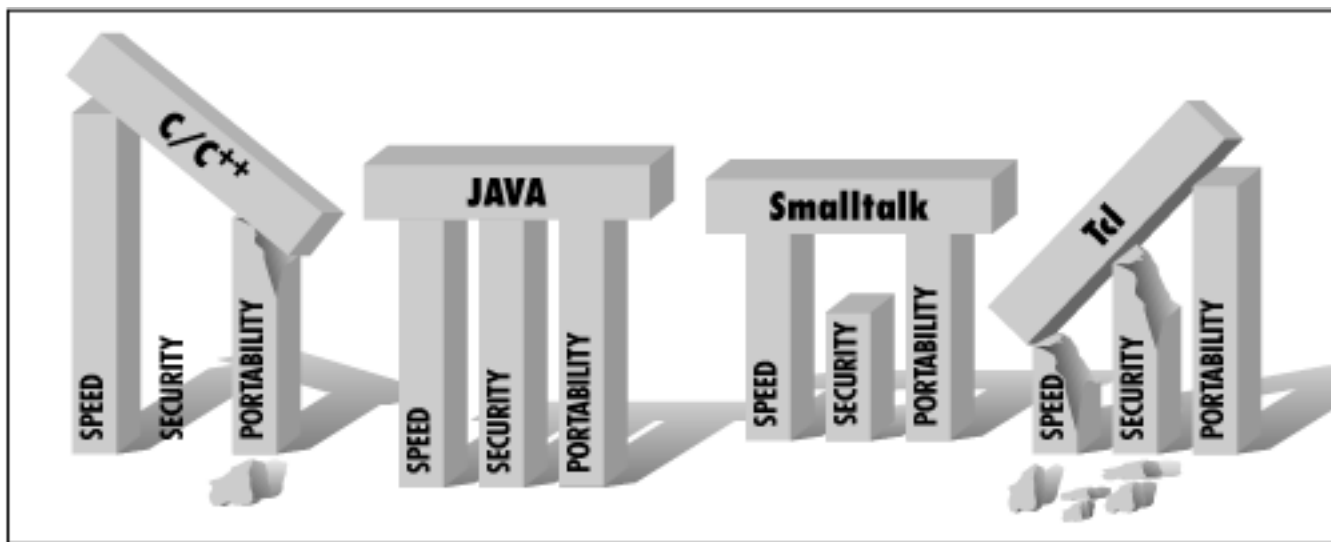 C/C++
SPEED
SECURITY
PORTABILITY
JAVA
SPEED
SECURITY
PORTABILITY
Smalltalk
SPEED
SECURITY
PORTABILITY
Tcl
SPEED
SECURITY
PORTABILITY